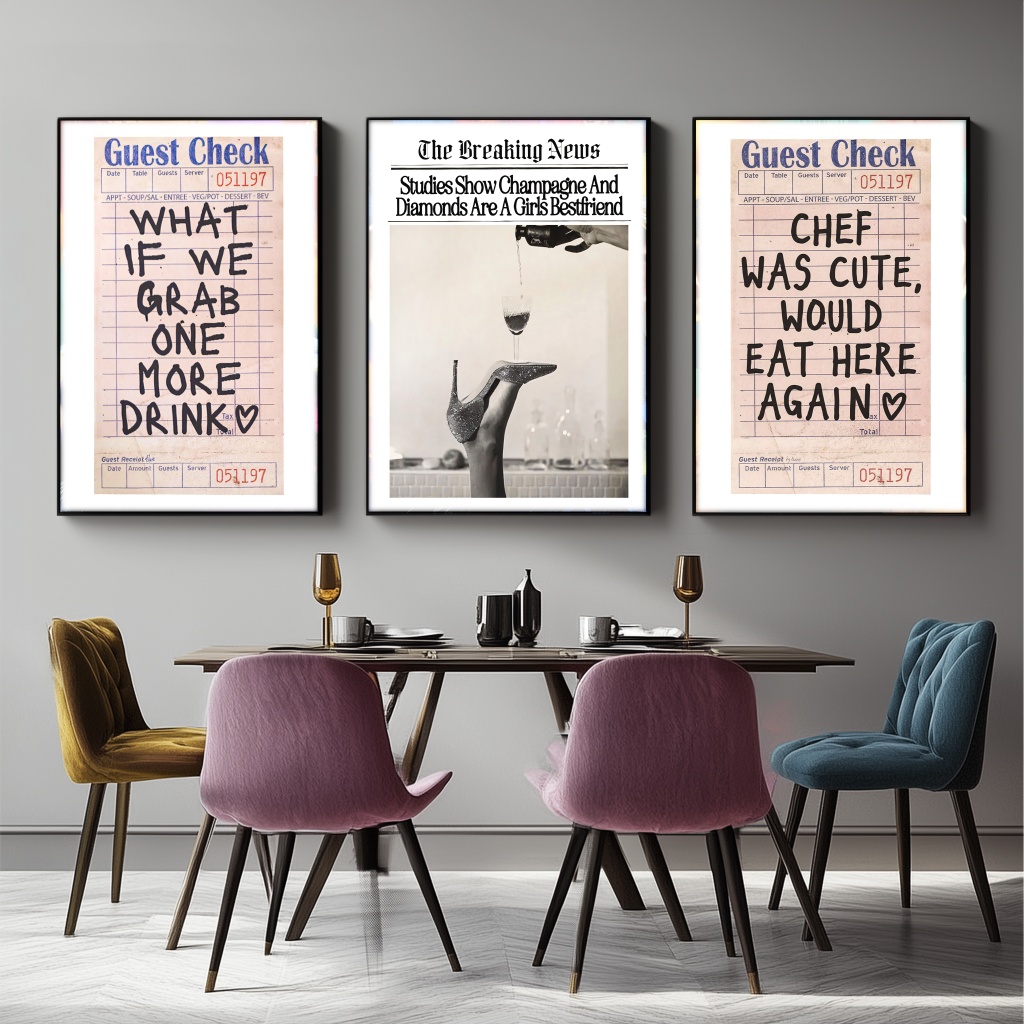 Guest Check
Date Table Guests Server 051197
APPT - SOUP/SAL - ENTREE - VEG/POT - DESSERT - BEV
WHAT
IF WE
GRAB
ONE
MORE
DRINK♡
Tax
Total
Guest Receipt
Date Amount Guests Server 051197
The Breaking News
Studies Show Champagne And
Diamonds Are A Girls Bestfriend
Guest Check
Date Table Guests Server 051197
APPT - SOUP/SAL - ENTREE - VEG/POT - DESSERT - BEV
CHEF
WAS CUTE,
WOULD
EAT HERE
AGAIN♡
Tax
Total
Guest Receipt
Date Amount Guests Server 051197